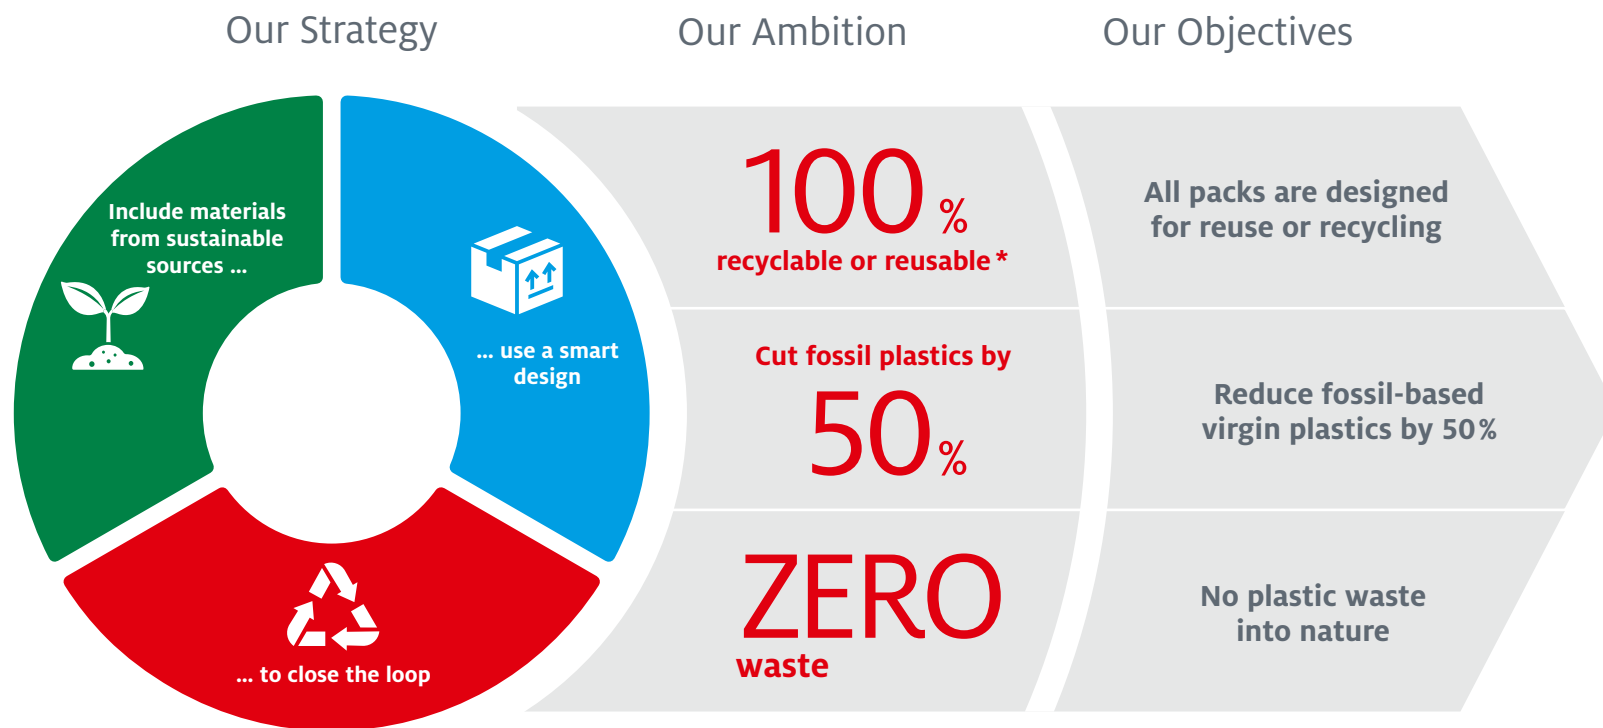 Our Strategy
Our Ambition
Our Objectives
Include materials
from sustainable
sources ...
... use a smart
design
... to close the loop
100 %
recyclable or reusable *
Cut fossil plastics by
50 %
ZERO
waste
All packs are designed
for reuse or recycling
Reduce fossil-based
virgin plastics by 50 %
No plastic waste
into nature